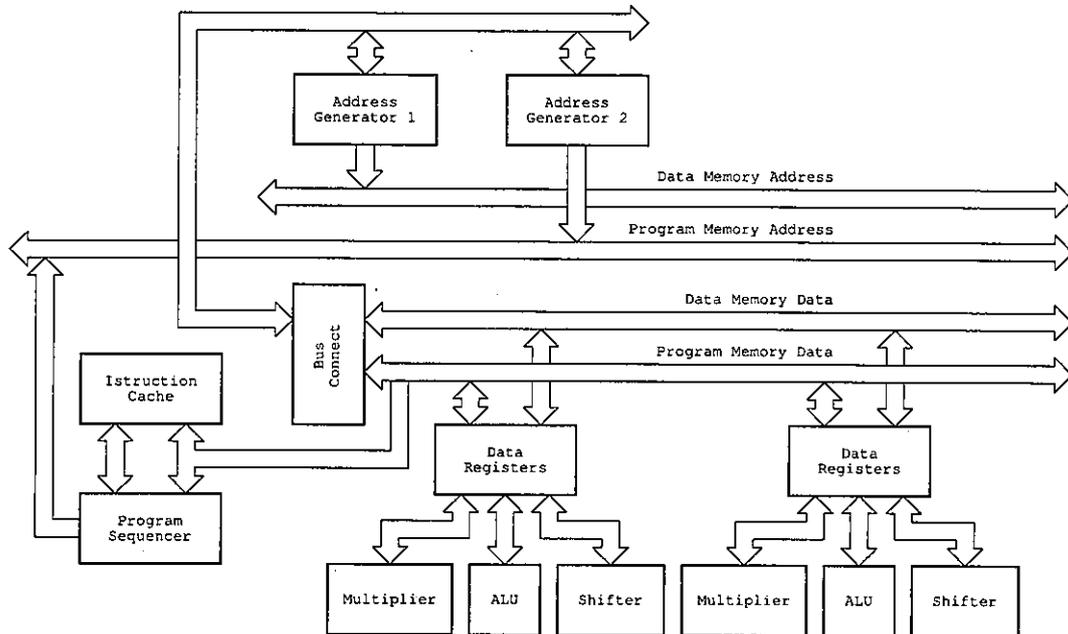 Address
Generator 1
Address
Generator 2
Data Memory Address
Program Memory Address
Data Memory Data
Bus
Connect
Program Memory Data
Istruction
Cache
Data
Registers
Data
Registers
Program
Sequencer
Multiplier
ALU
Shifter
Multiplier
ALU
Shifter